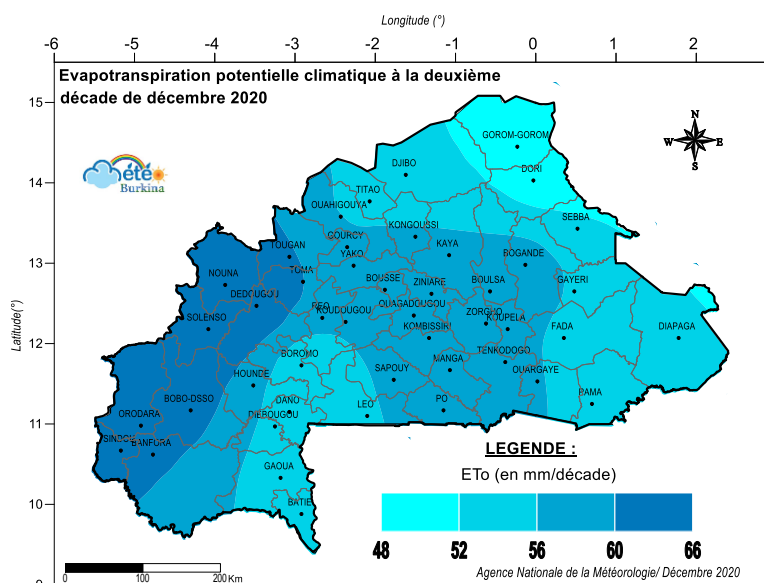 Longitude (°)
-6 -5 -4 -3 -2 -1 0 1 2
Evapotranspiration potentielle climatique à la deuxième
décade de décembre 2020
15
N
W E
S
GOROM-GOROM
DJIBO
DORI
météo
Burkina
14
TITAO
OUAHIGOUYA
SEBBA
KONGOUSSI
GOURCY
TOUGAN
KAYA
YAKO
BOGANDE
13
NOUNA
TOMA
BOUSSE
ZINIARE
BOULSA
GAYERI
DEDOUGOU
REO
KOUDOUGOU
OUAGADOUGOU
ZORGHO
KOUPELA
SOLENSO
KOMBISSIRI
FADA
DIAPAGA
Latitude(°)
12
BOROMO
TENKODOGO
MANGA
HOUNDE
SAPOUY
OUARGAYE
BOBO-DSSO
DANO
LEO
PO
PAMA
ORODARA
DIEBOUGOU
11
SINDOU
BANFORA
LEGENDE :
GAOUA
ETo (en mm/décade)
BATIE
10
48 52 56 60 66
Agence Nationale de la Météorologie/ Décembre 2020
0 100 200 Km
9